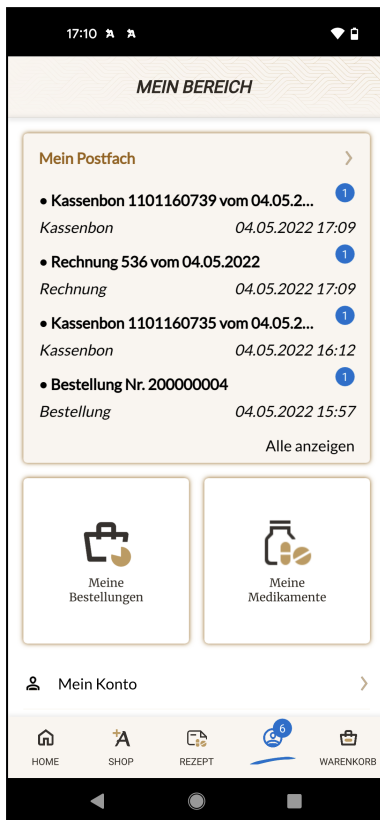 17:10
MEIN BEREICH
Mein Postfach
• Kassenbon 1101160739 vom 04.05.2... 1
Kassenbon 04.05.2022 17:09
• Rechnung 536 vom 04.05.2022 1
Rechnung 04.05.2022 17:09
• Kassenbon 1101160735 vom 04.05.2... 1
Kassenbon 04.05.2022 16:12
• Bestellung Nr. 200000004 1
Bestellung 04.05.2022 15:57
Alle anzeigen
Meine
Bestellungen
Meine
Medikamente
Mein Konto
6
HOME SHOP REZEPT WARENKORB